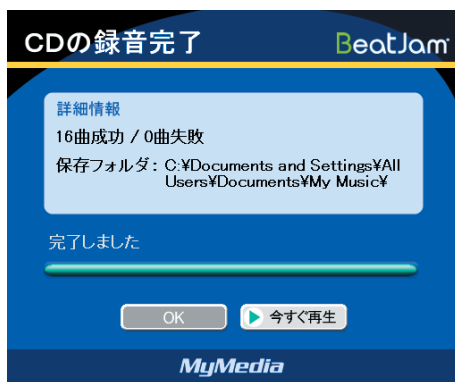 CDの録音完了 BeatJam
詳細情報
16曲成功 / 0曲失敗
保存フォルダ: C:¥Documents and Settings¥All
Users¥Documents¥My Music¥
完了しました
OK 今すぐ再生
MyMedia